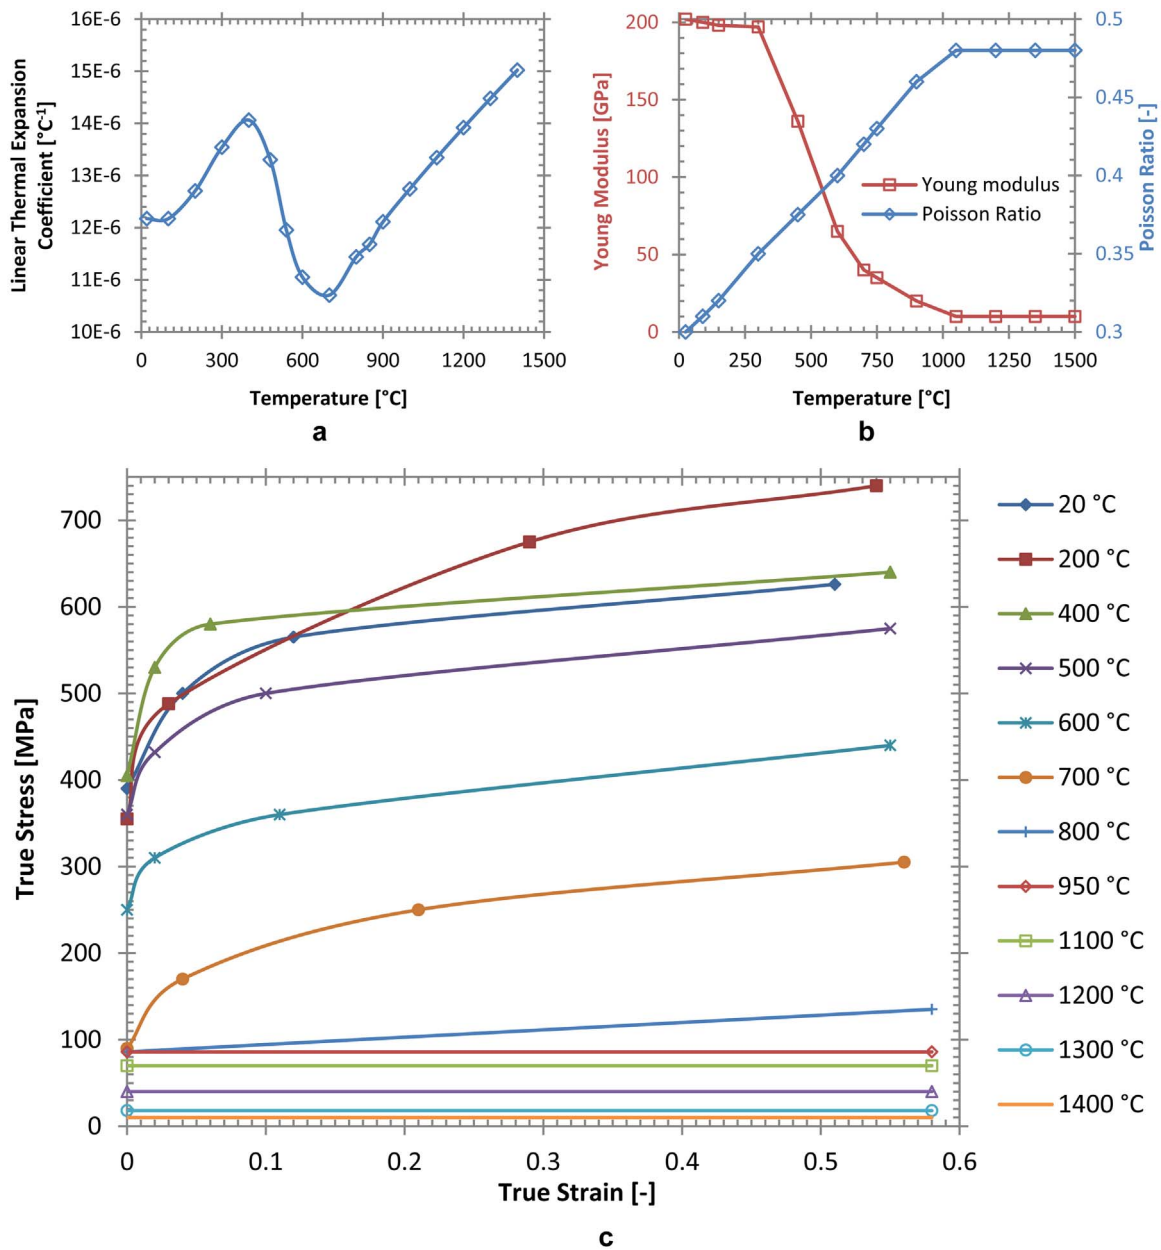 16E-6
15E-6
14E-6
13E-6
12E-6
11E-6
10E-6
Linear Thermal Expansion
Coefficient [°C-1]
0 300 600 900 1200 1500
Temperature [°C]
a
200
150
100
50
0
Young Modulus [GPa]
0.5
0.45
0.4
0.35
0.3
Poisson Ratio [-]
Young modulus
Poisson Ratio
0 250 500 750 1000 1250 1500
Temperature [°C]
b
700
600
500
400
300
200
100
0
True Stress [MPa]
0 0.1 0.2 0.3 0.4 0.5 0.6
True Strain [-]
20 °C
200 °C
400 °C
500 °C
600 °C
700 °C
800 °C
950 °C
1100 °C
1200 °C
1300 °C
1400 °C
c